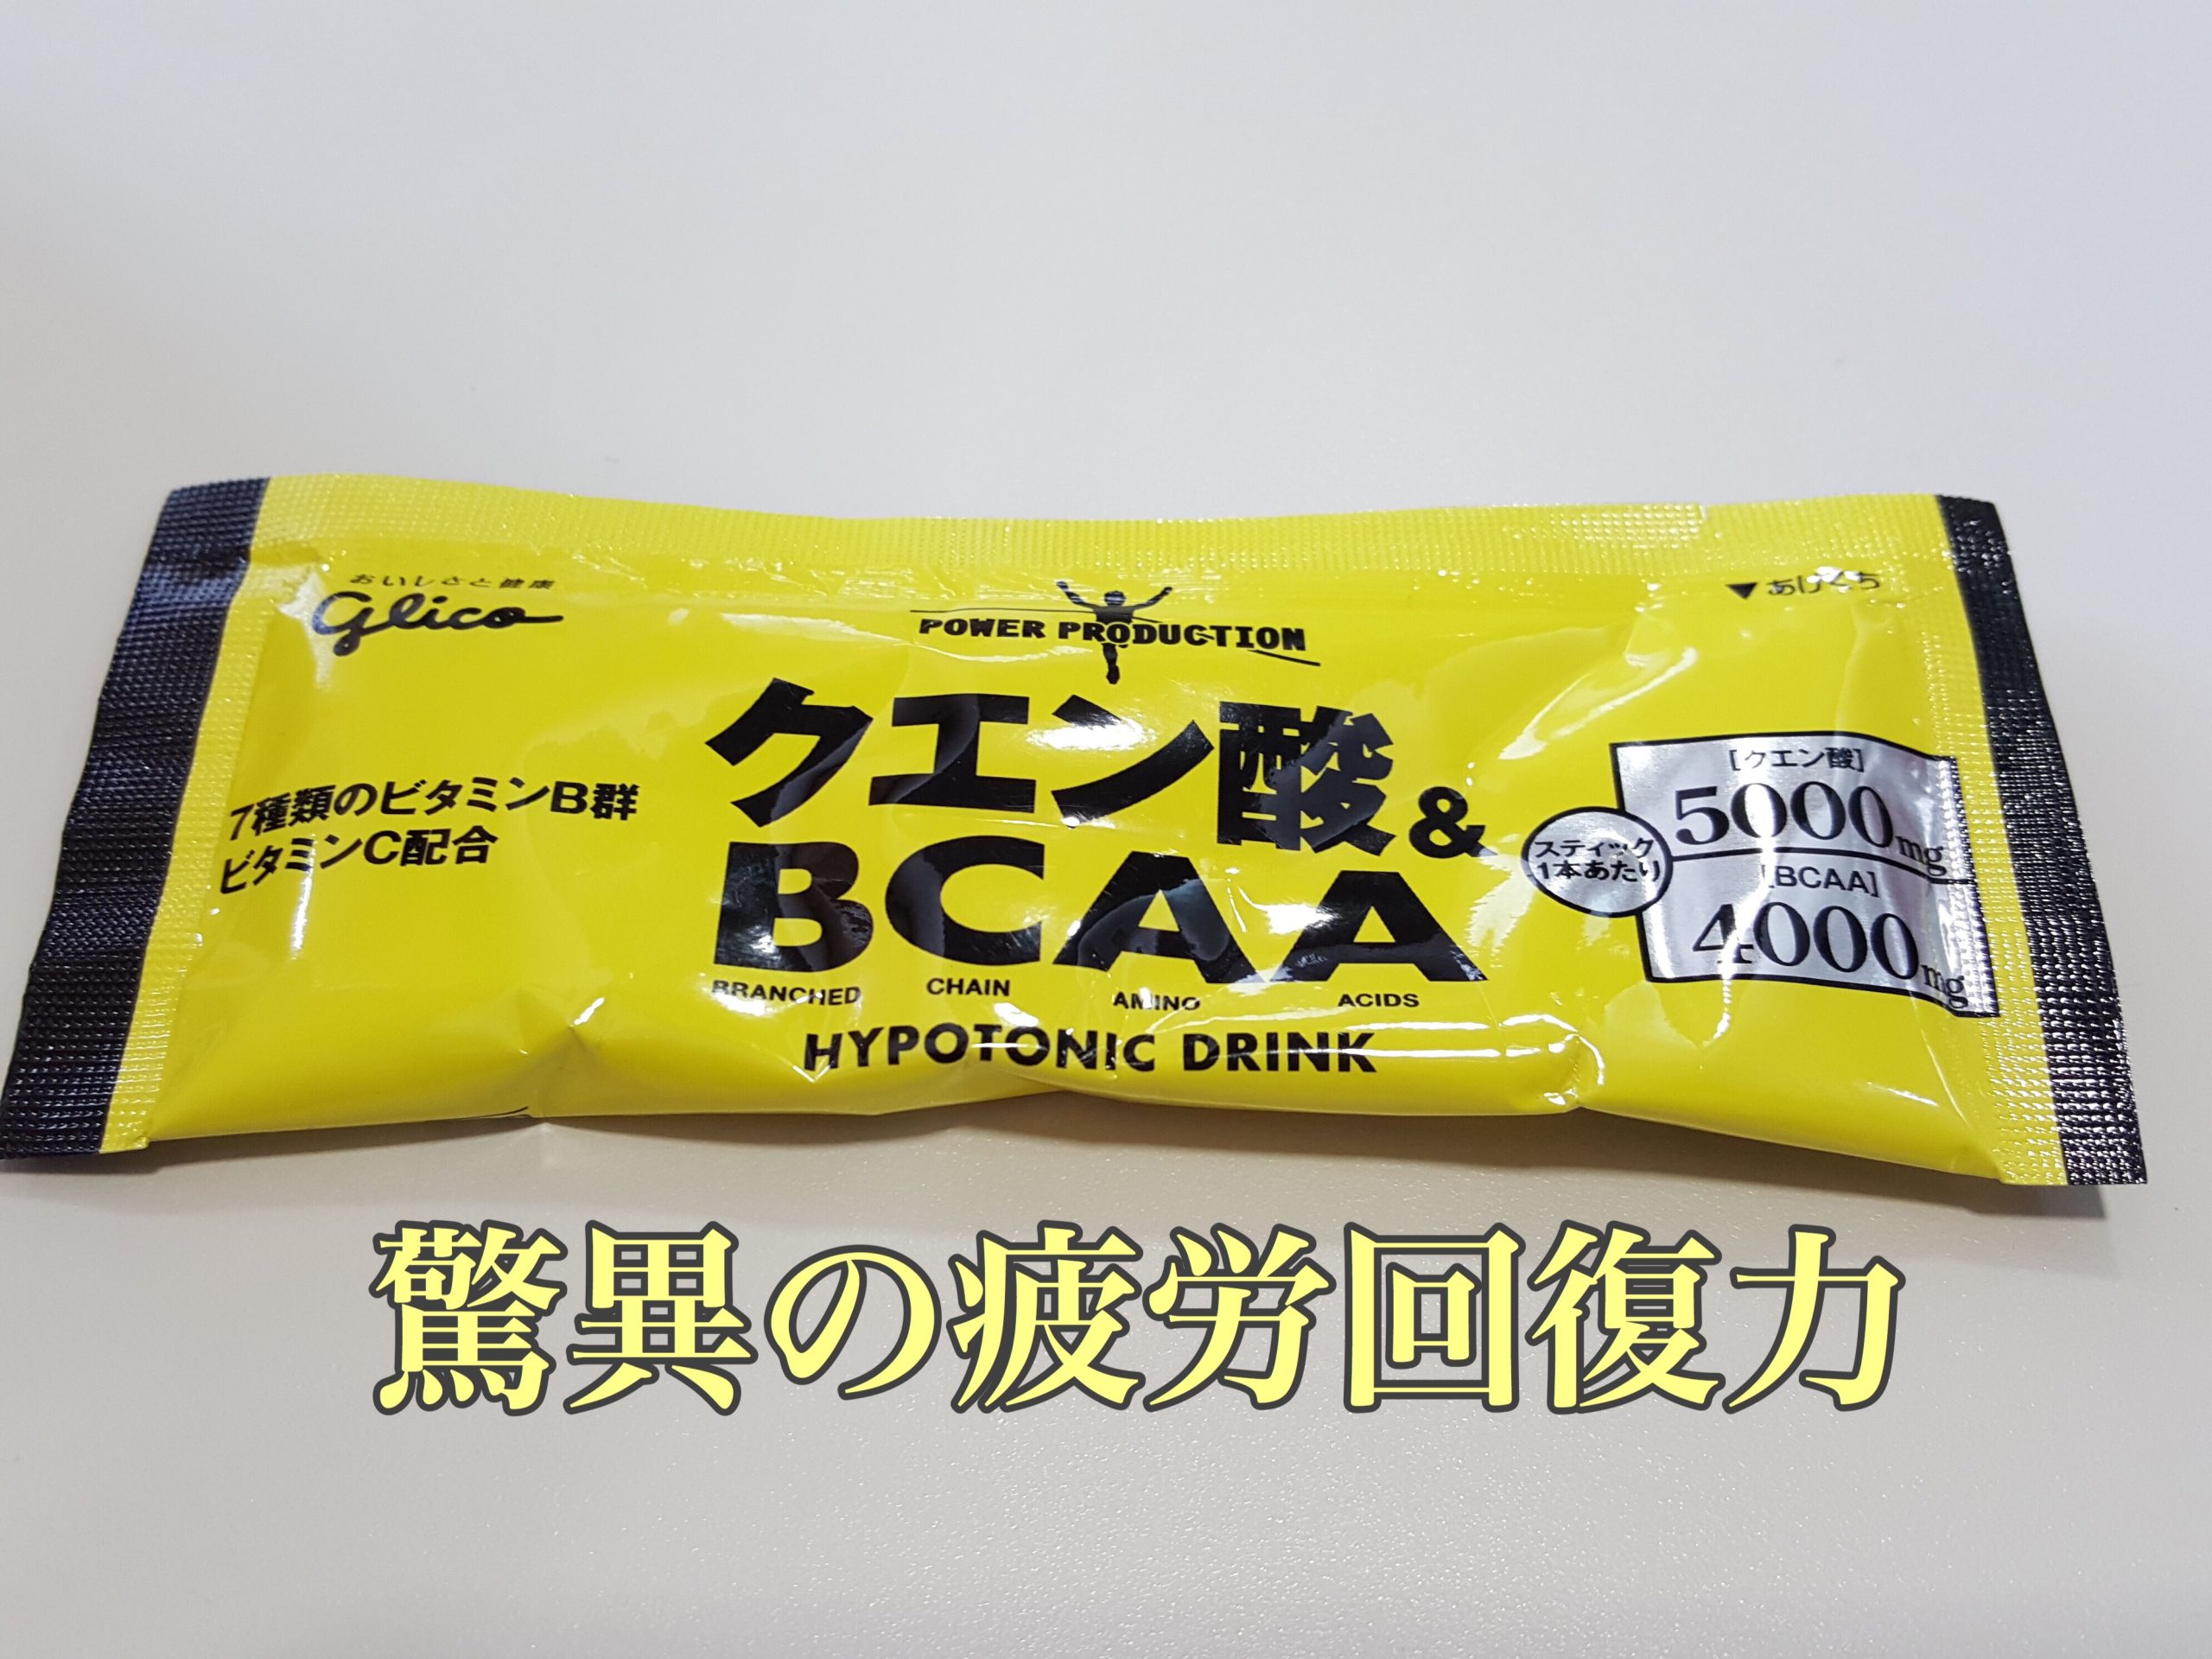 おいしさと健康
Glico
POWER PRODUCTION
▼あけくち
7種類のビタミンB群
ビタミンC配合
クエン酸&
BCAA
BRANCHED CHAIN AMINO ACIDS
HYPOTONIC DRINK
スティック
1本あたり
[クエン酸]
5000mg
[BCAA]
4000mg
驚異の疲労回復力